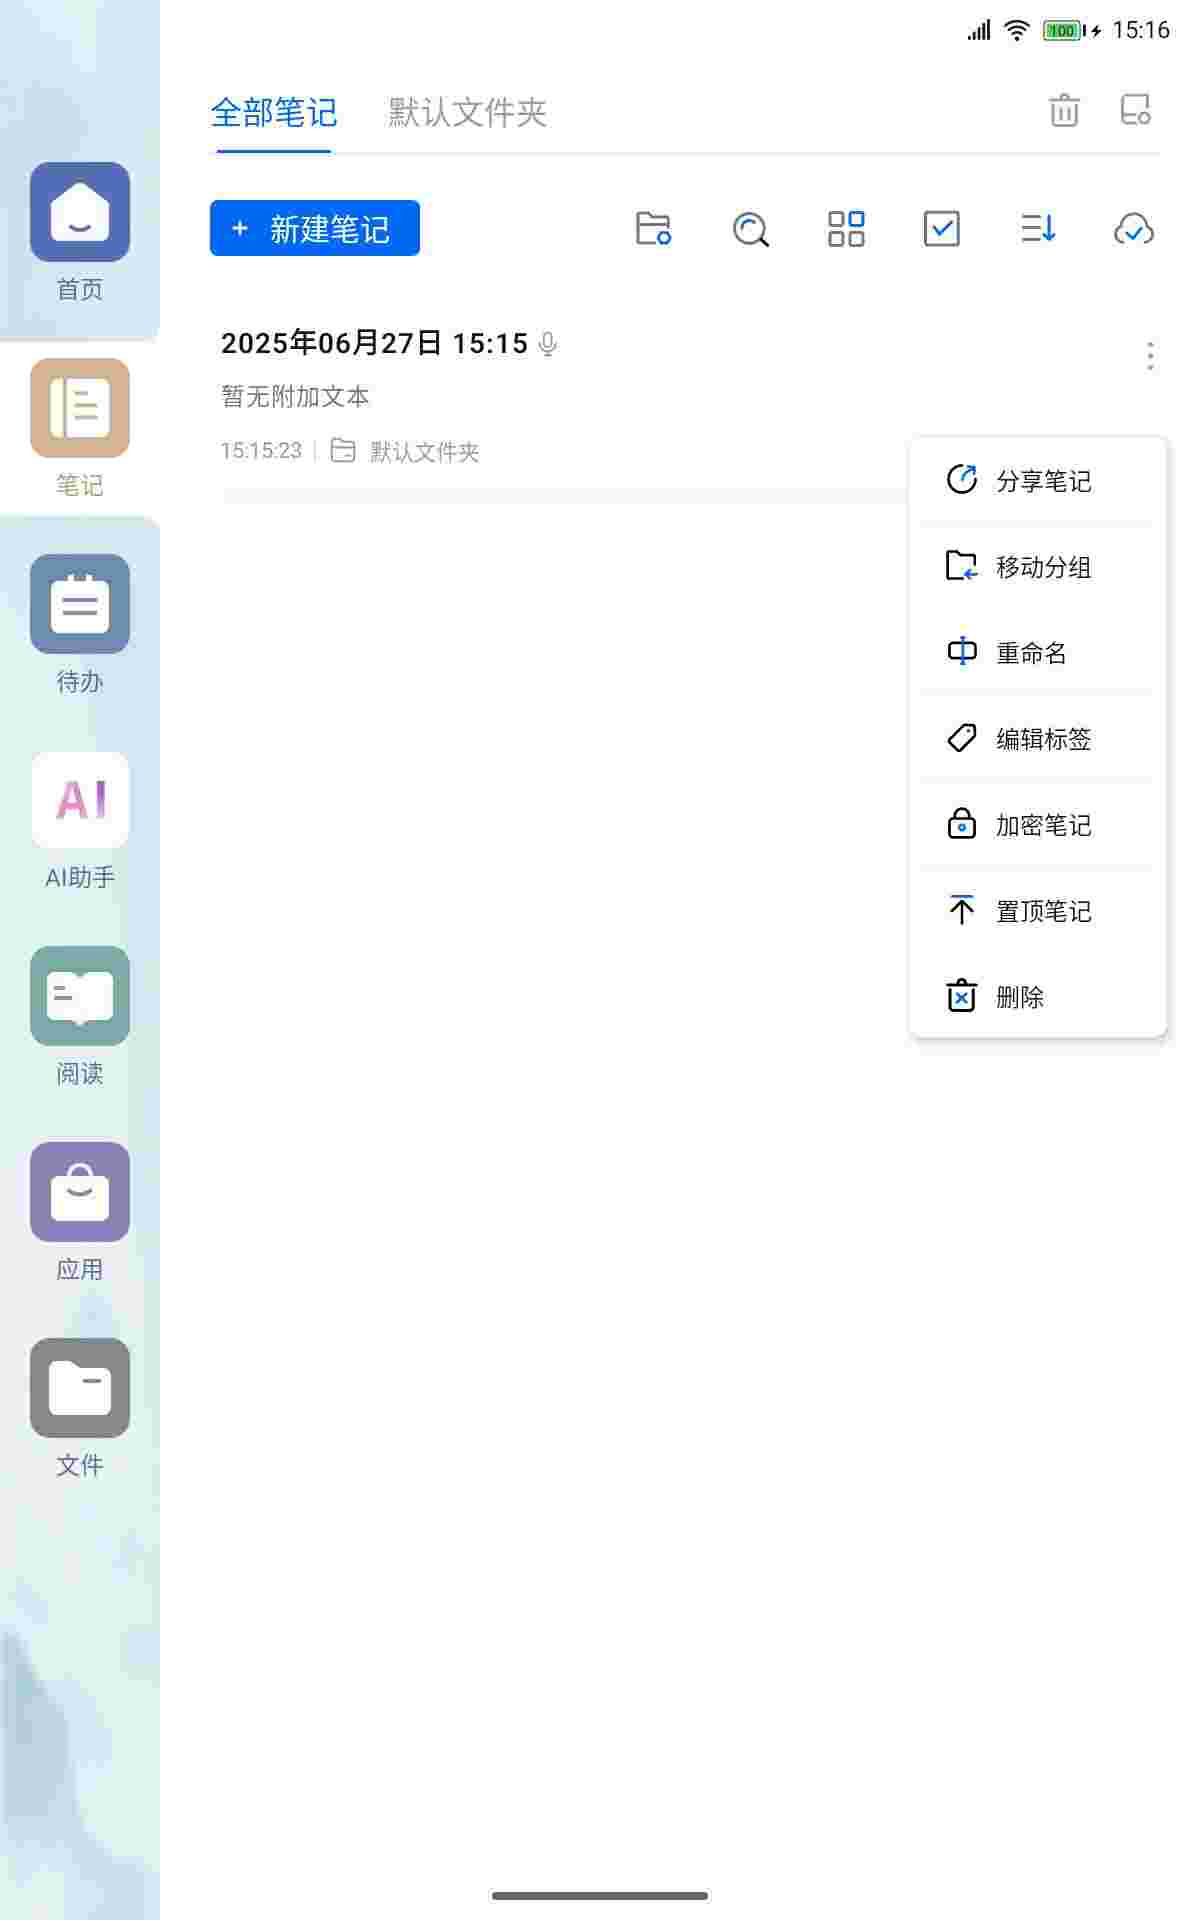 100 15:16
全部笔记 默认文件夹
+ 新建笔记
2025年06月27日 15:15
暂无附加文本
15:15:23 默认文件夹
分享笔记
移动分组
重命名
编辑标签
加密笔记
置顶笔记
删除
首页
笔记
待办
AI
AI助手
阅读
应用
文件